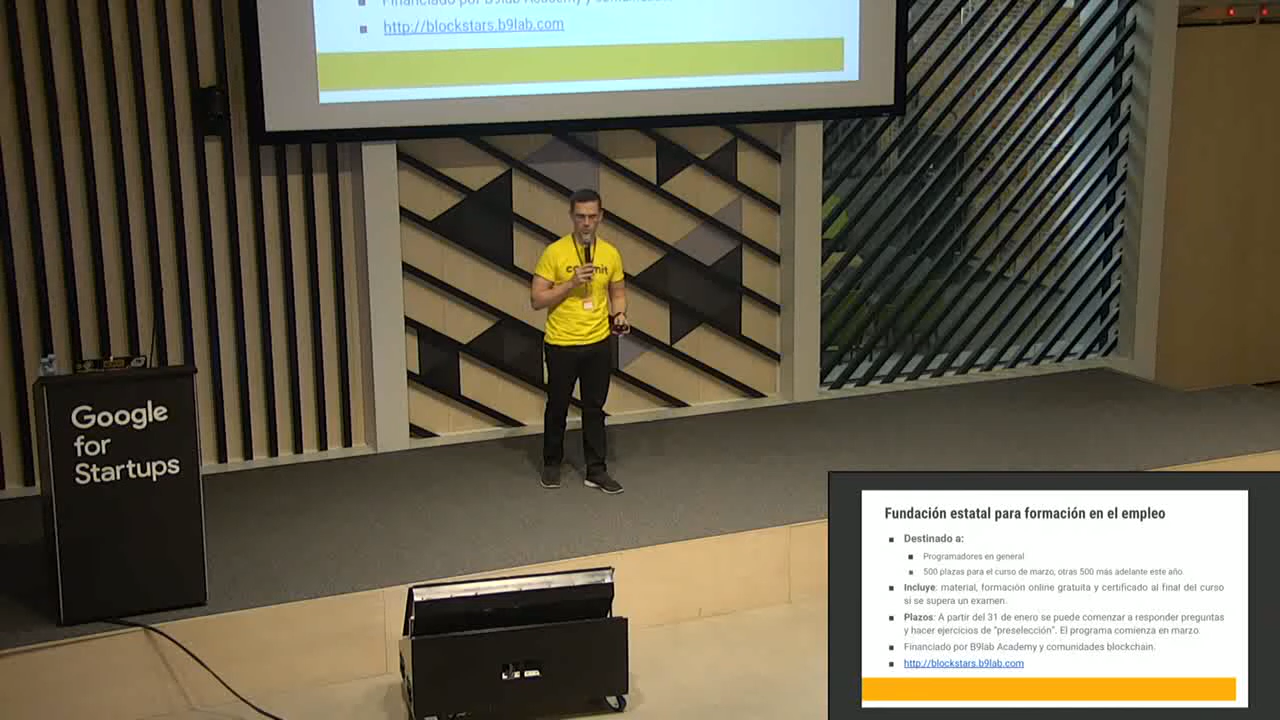 Financiado por B9lab Academy y comunidades
http://blockstars.b9lab.com
Google
for
Startups
Fundación estatal para formación en el empleo
Destinado a:
Programadores en general
500 plazas para el curso de marzo, otras 500 más adelante este año.
Incluye: material, formación online gratuita y certificado al final del curso
si se supera un examen.
Plazos: A partir del 31 de enero se puede comenzar a responder preguntas
y hacer ejercicios de "preselección". El programa comienza en marzo.
Financiado por B9lab Academy y comunidades blockchain.
http://blockstars.b9lab.com